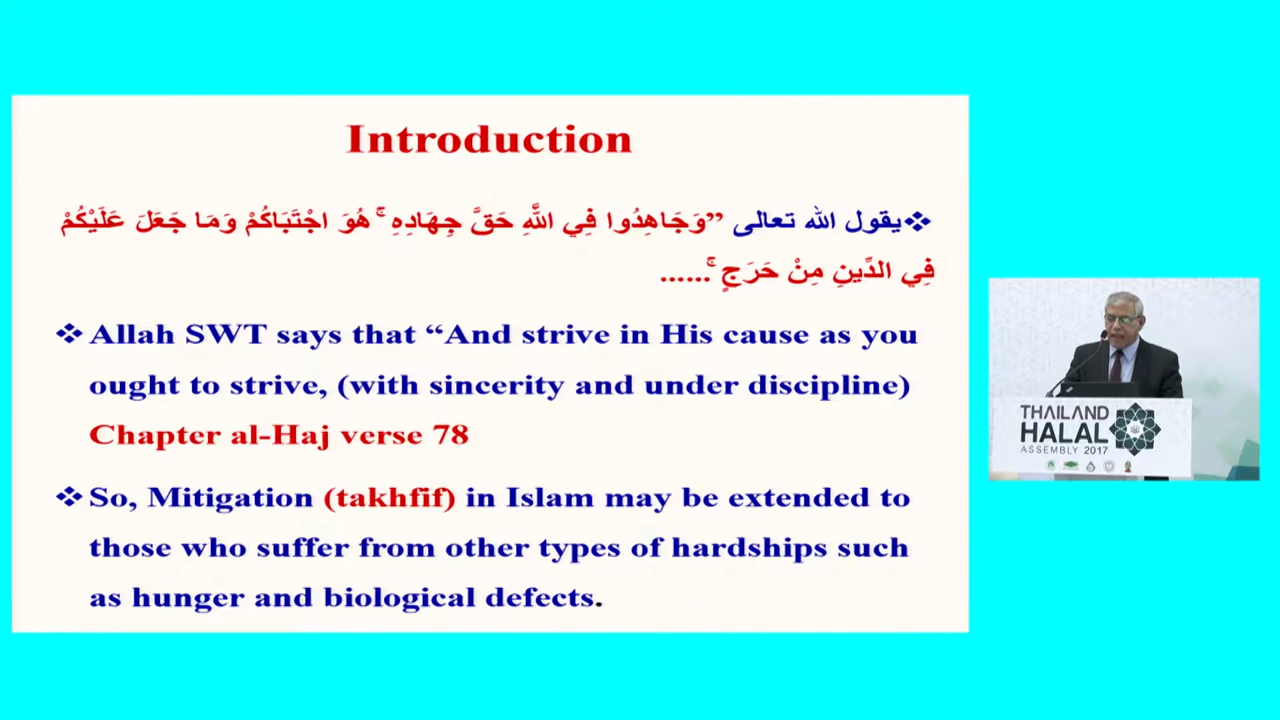 Introduction
❖يقول الله تعالى ”وَجَاهِدُوا فِي اللَّهِ حَقَّ جِهَادِهِ ۚ هُوَ اجْتَبَاكُمْ وَمَا جَعَلَ عَلَيْكُمْ
فِي الدِّينِ مِنْ حَرَجٍ ۚ......
❖ Allah SWT says that “And strive in His cause as you
ought to strive, (with sincerity and under discipline)
Chapter al-Haj verse 78
❖ So, Mitigation (takhfif) in Islam may be extended to
those who suffer from other types of hardships such
as hunger and biological defects.
THAILAND
HALAL
ASSEMBLY 2017